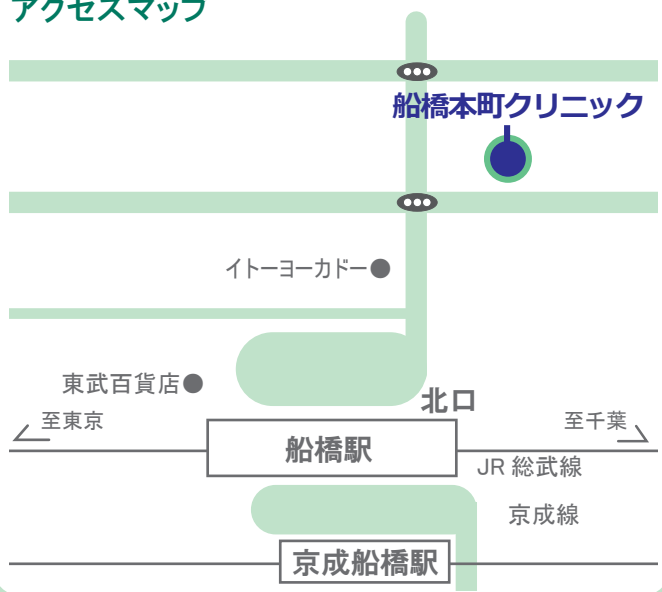 アクセスマップ
船橋本町クリニック
イトーヨーカドー
東武百貨店
北口
至東京
至千葉
船橋駅
JR 総武線
京成線
京成船橋駅